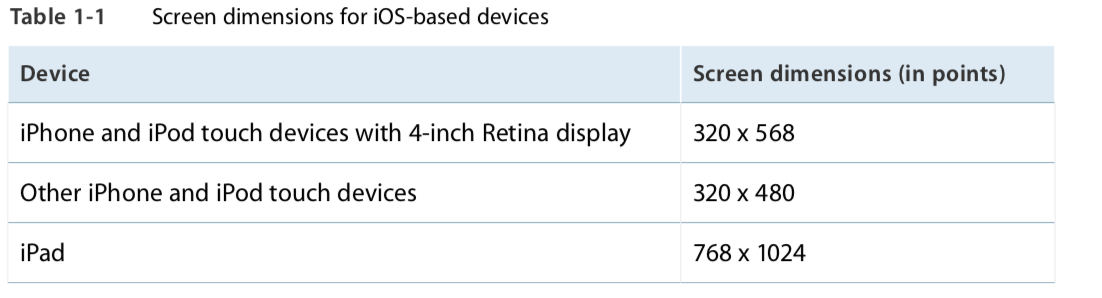 Table 1-1 Screen dimensions for iOS-based devices
Device Screen dimensions (in points)
iPhone and iPod touch devices with 4-inch Retina display 320 x 568
Other iPhone and iPod touch devices 320 x 480
iPad 768 x 1024